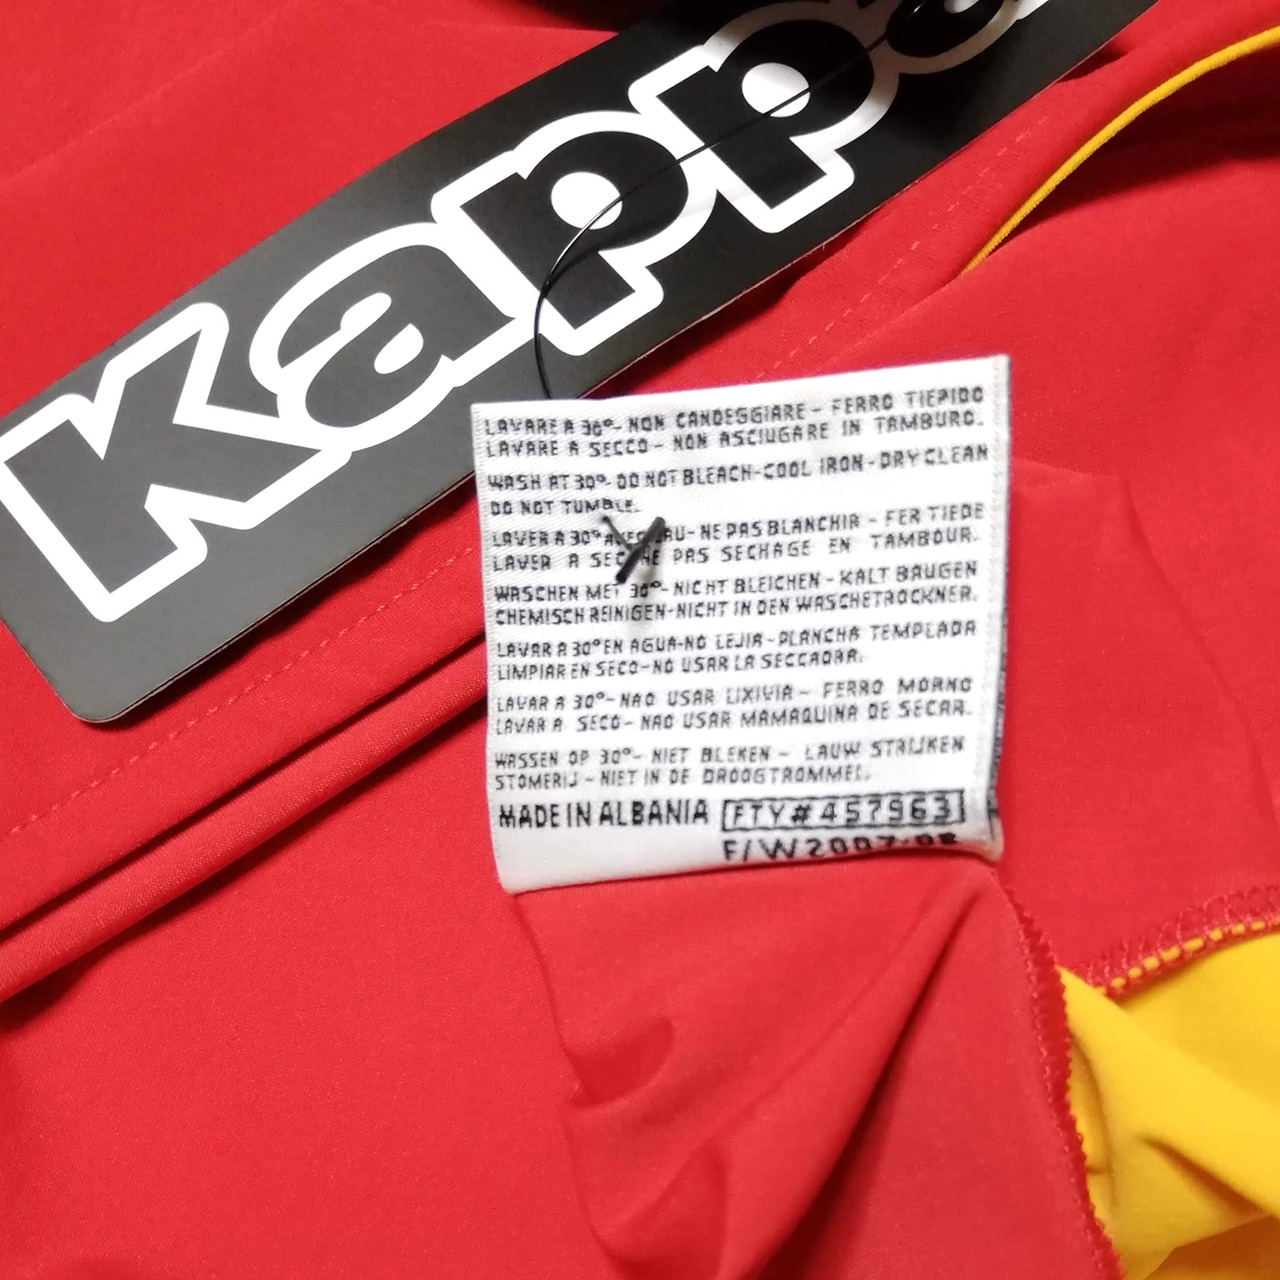 Kappa
LAVARE A 30°- NON CANDEGGIARE - FERRO TIEPIDO
LAVARE A SECCO - NON ASCIUGARE IN TAMBURO.
WASH AT 30°- DO NOT BLEACH-COOL IRON-DRY CLEAN
DO NOT TUMBLE.
LAVER A 30° - NE PAS BLANCHIR - FER TIEDE
LAVER A PAS SECHAGE EN TAMBOUR.
WASCHEN MET 30°- NICHT BLEICHEN - KALT BAUGEN
CHEMISCH REINIGEN-NICHT IN DEN WASCHETROCKNER.
LAVAR A 30° EN AGUA-NO LEJIA - PLANCHA TEMPLADA
LIMPIAR EN SECO-NO USAR LA SECCADAR.
LAVAR A 30°- NAO USAR LIXIVIA - FERRO MORNO
LAVAR A SECO - NAO USAR MAMAQUINA DE SECAR.
WASSEN OP 30°- NIET BLEKEN - LAUW STRIJKEN
STOMERIJ - NIET IN DE DROOGTROMMEL.
MADE IN ALBANIA FTY#457963
F/W2007-08